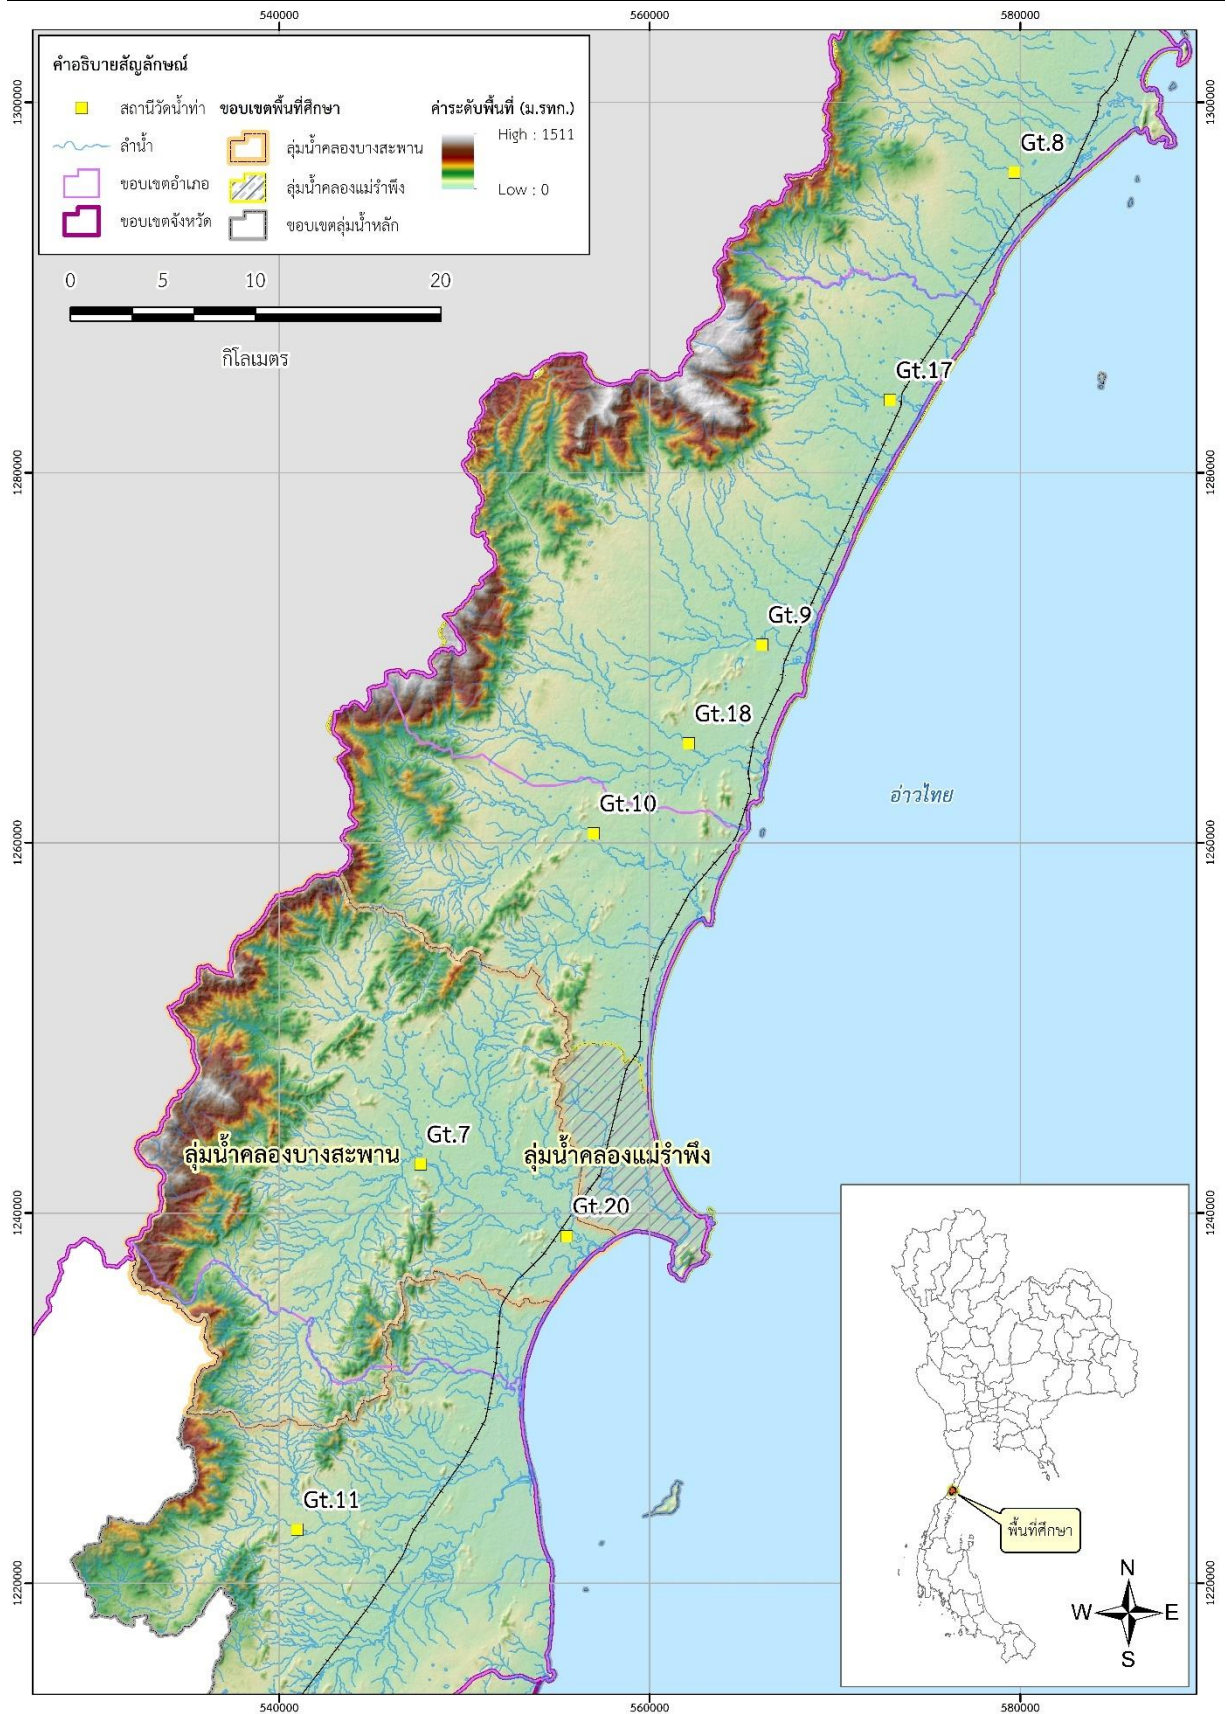 540000 560000 580000
คำอธิบายสัญลักษณ์
สถานีวัดน้ำท่า ขอบเขตพื้นที่ศึกษา ค่าระดับพื้นที่ (ม.รทก.)
ลำน้ำ ลุ่มน้ำคลองบางสะพาน High : 1511
ขอบเขตอำเภอ ลุ่มน้ำคลองแม่รำพึง Low : 0
ขอบเขตจังหวัด ขอบเขตลุ่มน้ำหลัก
0 5 10 20
กิโลเมตร
1300000 1300000
Gt.8
Gt.17
1280000 1280000
Gt.9
Gt.18
อ่าวไทย
Gt.10
1260000 1260000
Gt.7
ลุ่มน้ำคลองบางสะพาน ลุ่มน้ำคลองแม่รำพึง
Gt.20
1240000 1240000
Gt.11
พื้นที่ศึกษา
1220000 1220000
N
W E
S
540000 560000 580000